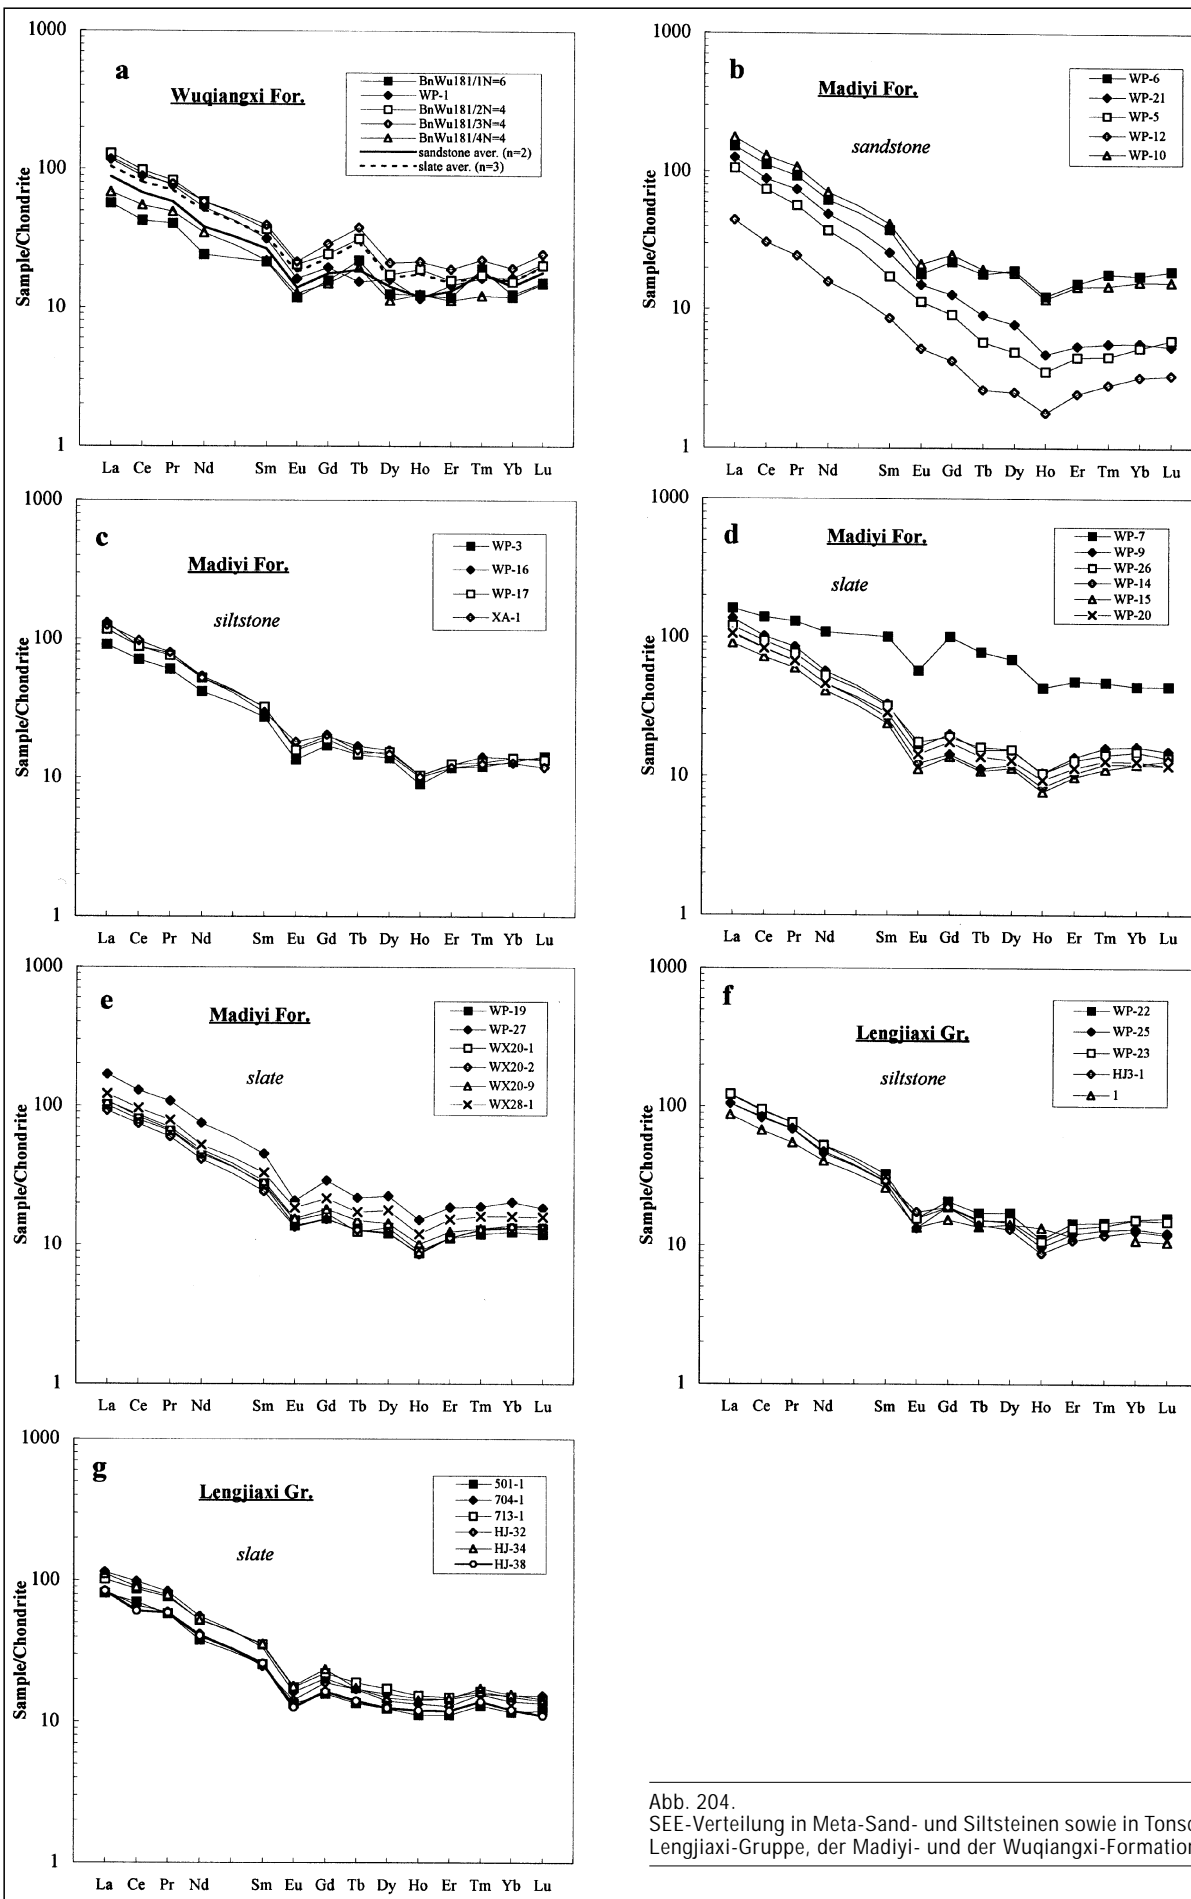 a
Wuqiangxi For.
BnWu181/1N=6
WP-1
BnWu181/2N=4
BnWu181/3N=4
BnWu181/4N=4
sandstone aver. (n=2)
slate aver. (n=3)
Sample/Chondrite
1000
100
10
1
La Ce Pr Nd Sm Eu Gd Tb Dy Ho Er Tm Yb Lu
b
Madiyi For.
sandstone
WP-6
WP-21
WP-5
WP-12
WP-10
Sample/Chondrite
1000
100
10
1
La Ce Pr Nd Sm Eu Gd Tb Dy Ho Er Tm Yb Lu
c
Madiyi For.
siltstone
WP-3
WP-16
WP-17
XA-1
Sample/Chondrite
1000
100
10
1
La Ce Pr Nd Sm Eu Gd Tb Dy Ho Er Tm Yb Lu
d
Madiyi For.
slate
WP-7
WP-9
WP-26
WP-14
WP-15
WP-20
Sample/Chondrite
1000
100
10
1
La Ce Pr Nd Sm Eu Gd Tb Dy Ho Er Tm Yb Lu
e
Madiyi For.
slate
WP-19
WP-27
WX20-1
WX20-2
WX20-9
WX28-1
Sample/Chondrite
1000
100
10
1
La Ce Pr Nd Sm Eu Gd Tb Dy Ho Er Tm Yb Lu
f
Lengjiaxi Gr.
siltstone
WP-22
WP-25
WP-23
HJ3-1
1
Sample/Chondrite
1000
100
10
1
La Ce Pr Nd Sm Eu Gd Tb Dy Ho Er Tm Yb Lu
g
Lengjiaxi Gr.
slate
501-1
704-1
713-1
HJ-32
HJ-34
HJ-38
Sample/Chondrite
1000
100
10
1
La Ce Pr Nd Sm Eu Gd Tb Dy Ho Er Tm Yb Lu
Abb. 204.
SEE-Verteilung in Meta-Sand- und Siltsteinen sowie in
Lengjiaxi-Gruppe, der Madiyi- und der Wuqiangxi-Formation